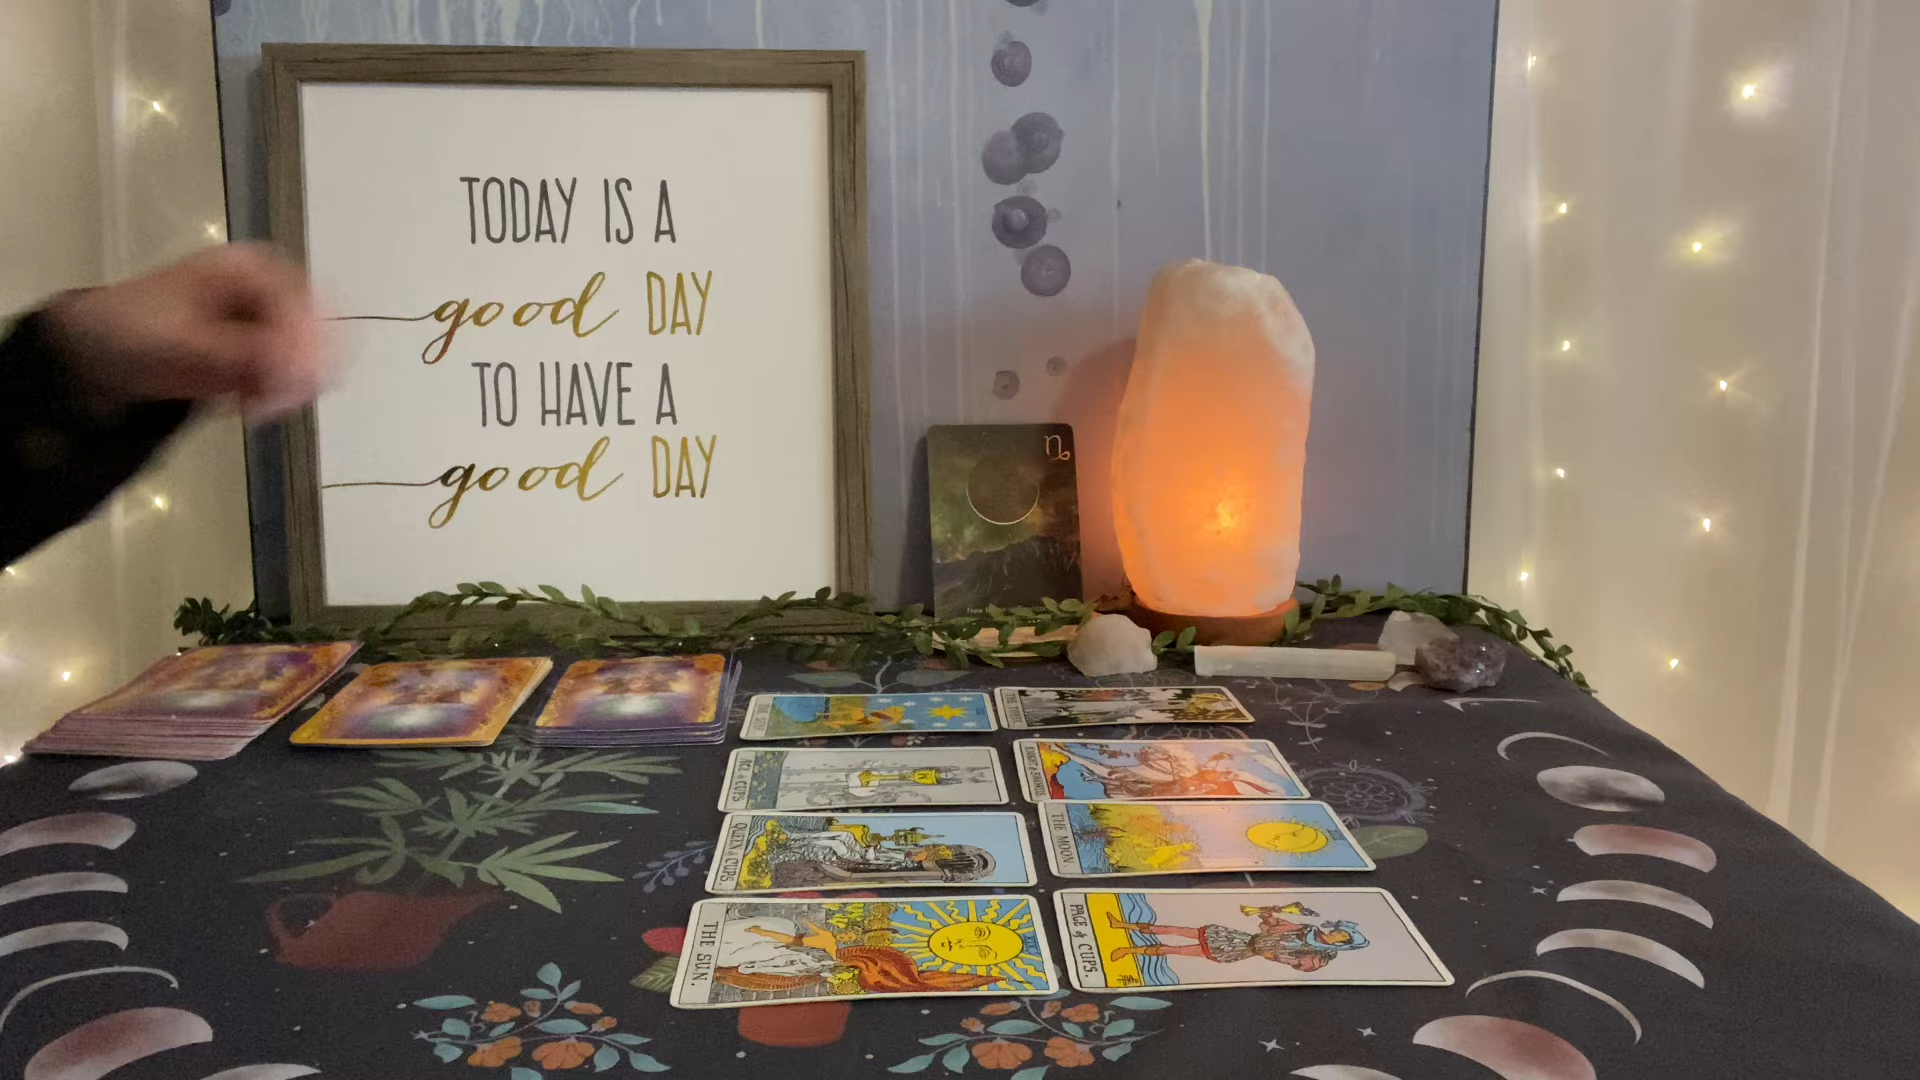 TODAY IS A
good DAY
TO HAVE A
good DAY
New
THE STAR
ACE of CUPS
KNIGHT of SWORDS
QUEEN of CUPS.
THE MOON
THE SUN.
PAGE of CUPS.